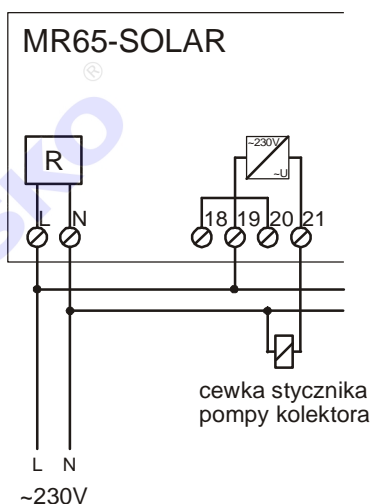 MR65-SOLAR
®
R
~230V
~U
L N 18 19 20 21
cewka stycznika
pompy kolektora
L N
~230V